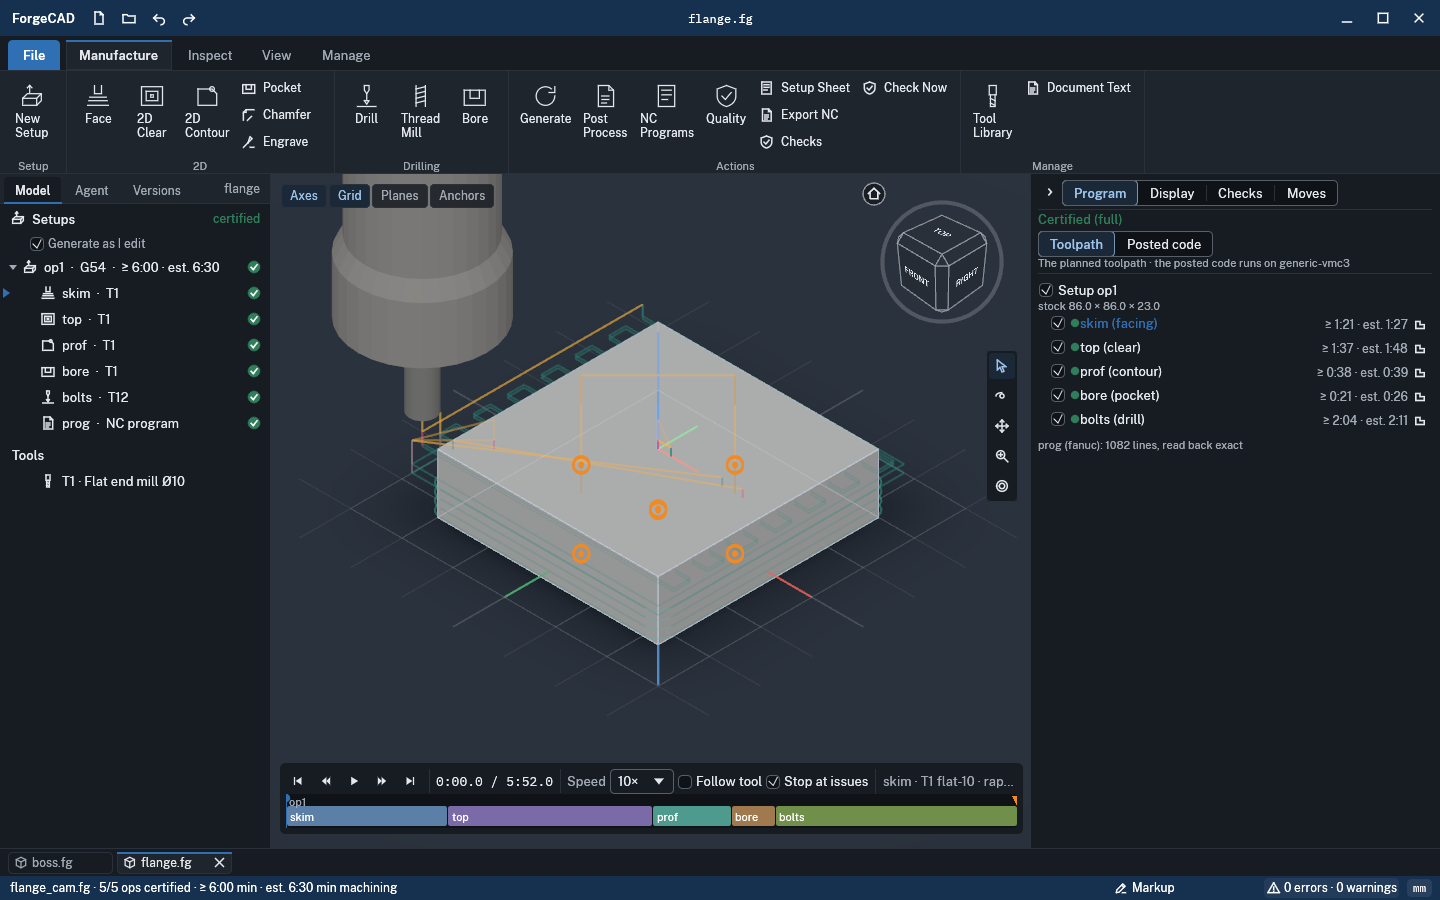 ForgeCAD
flange.fg
File Manufacture Inspect View Manage
New Setup
Setup
Face
2D Clear
2D Contour
Pocket
Chamfer
Engrave
2D
Drill
Thread Mill
Bore
Drilling
Generate
Post Process
NC Programs
Quality
Setup Sheet
Export NC
Checks
Check Now
Actions
Tool Library
Document Text
Manage
Model Agent Versions flange
Setups certified
Generate as I edit
op1 · G54 · ≥ 6:00 · est. 6:30
skim · T1
top · T1
prof · T1
bore · T1
bolts · T12
prog · NC program
Tools
T1 · Flat end mill Ø10
Axes Grid Planes Anchors
TOP
FRONT RIGHT
0:00.0 / 5:52.0 Speed 10× Follow tool Stop at issues skim · T1 flat-10 · rap...
op1
skim top prof bore bolts
Program Display Checks Moves
Certified (full)
Toolpath Posted code
The planned toolpath · the posted code runs on generic-vmc3
Setup op1
stock 86.0 × 86.0 × 23.0
skim (facing) ≥ 1:21 · est. 1:27
top (clear) ≥ 1:37 · est. 1:48
prof (contour) ≥ 0:38 · est. 0:39
bore (pocket) ≥ 0:21 · est. 0:26
bolts (drill) ≥ 2:04 · est. 2:11
prog (fanuc): 1082 lines, read back exact
boss.fg flange.fg
flange_cam.fg · 5/5 ops certified · ≥ 6:00 min · est. 6:30 min machining Markup 0 errors · 0 warnings mm